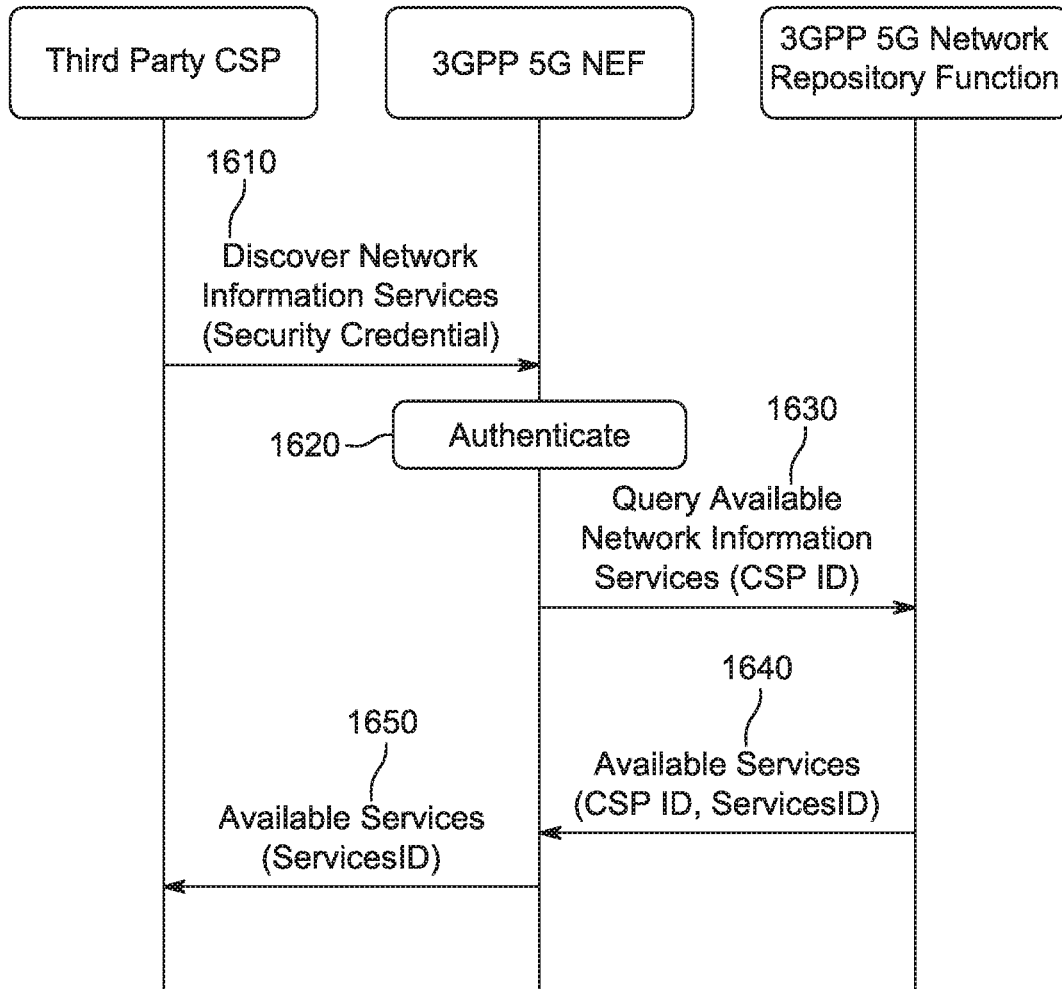 Third Party CSP
3GPP 5G NEF
3GPP 5G Network
Repository Function
1610
Discover Network
Information Services
(Security Credential)
1620
Authenticate
1630
Query Available
Network Information
Services (CSP ID)
1640
Available Services
(CSP ID, ServicesID)
1650
Available Services
(ServicesID)